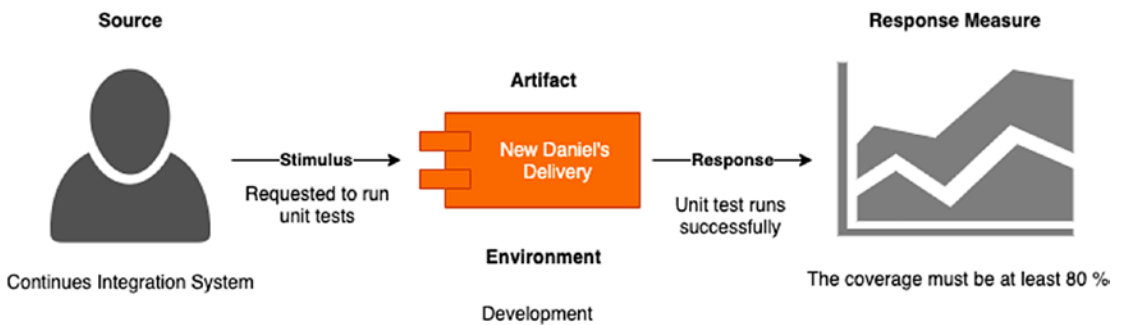 Source
Continues Integration System
Stimulus
Requested to run
unit tests
Artifact
New Daniel's
Delivery
Environment
Development
Response
Unit test runs
successfully
Response Measure
The coverage must be at least 80 %